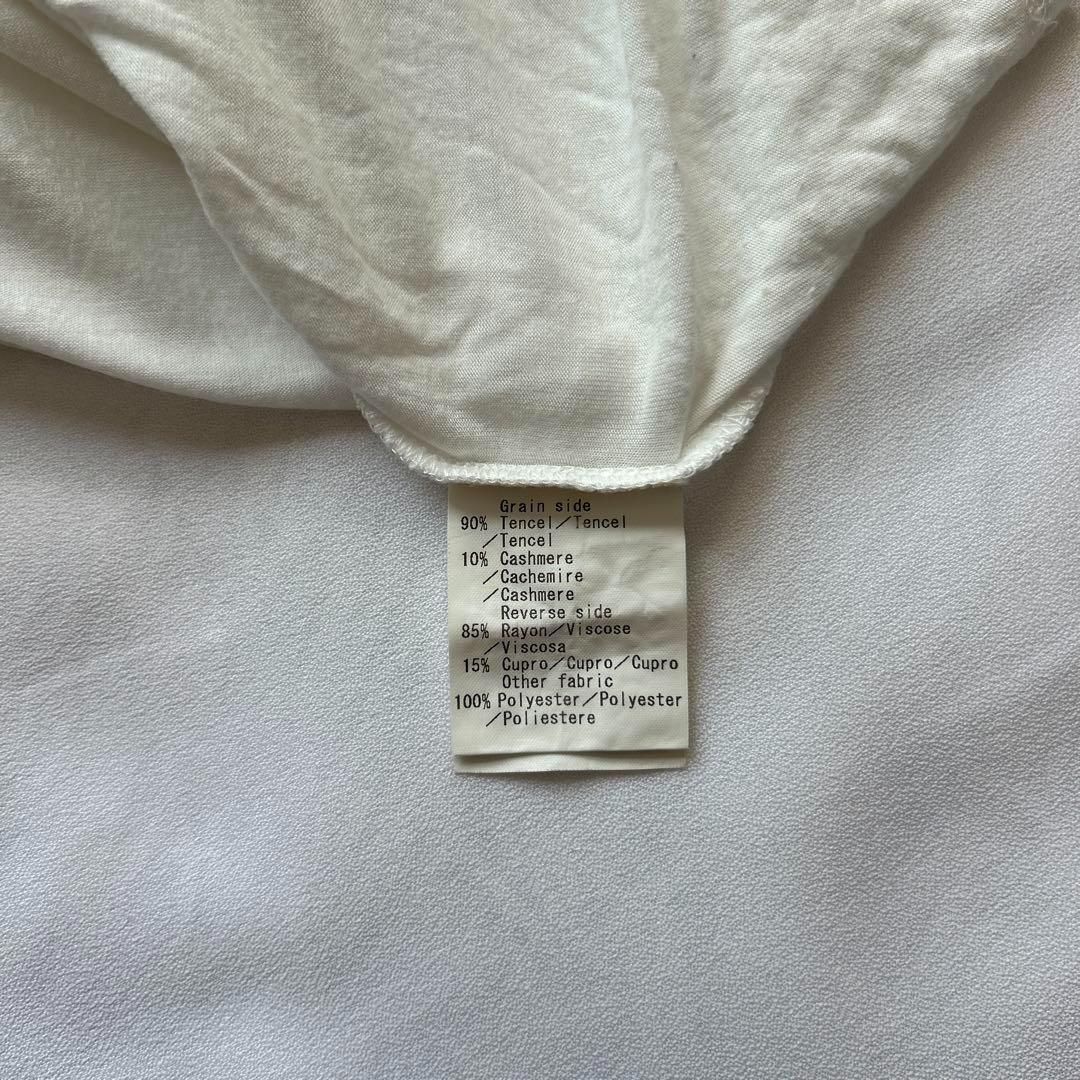 Grain side
90% Tencel／Tencel
／Tencel
10% Cashmere
／Cachemire
／Cashmere
Reverse side
85% Rayon／Viscose
／Viscosa
15% Cupro／Cupro／Cupro
Other fabric
100% Polyester／Polyester
／Poliestere